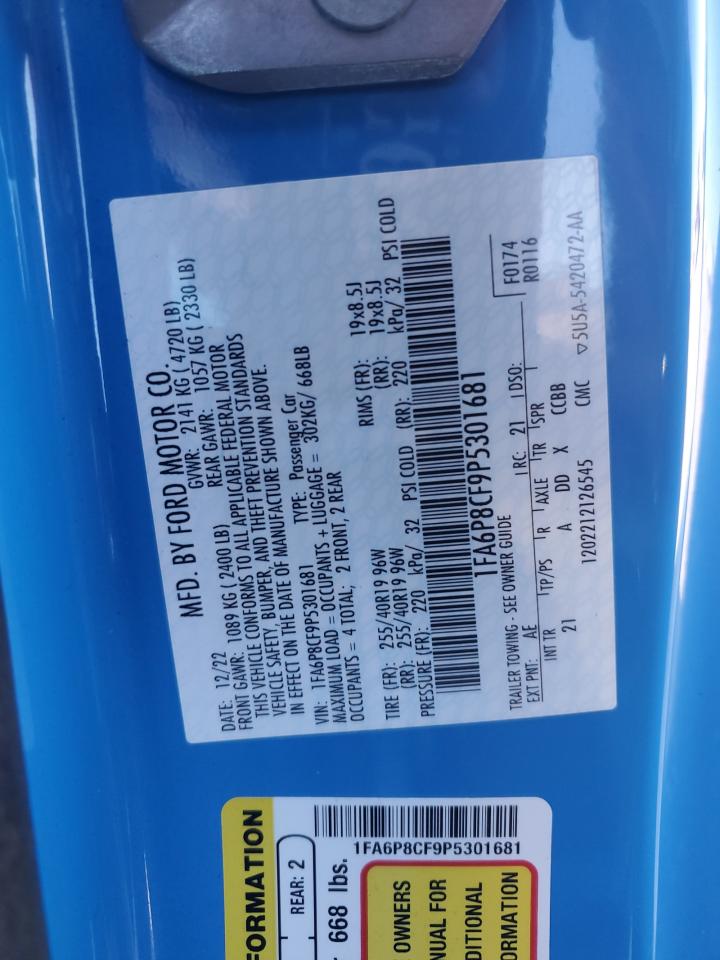 MFD. BY FORD MOTOR CO.
DATE: 12/22 GVWR: 2141 KG ( 4720 LB)
FRONT GAWR: 1089 KG ( 2400 LB) REAR GAWR: 1057 KG ( 2330 LB)
THIS VEHICLE CONFORMS TO ALL APPLICABLE FEDERAL MOTOR
VEHICLE SAFETY, BUMPER, AND THEFT PREVENTION STANDARDS
IN EFFECT ON THE DATE OF MANUFACTURE SHOWN ABOVE.
VIN: 1FA6P8CF9P5301681 TYPE: Passenger Car
MAXIMUM LOAD = OCCUPANTS + LUGGAGE = 302KG/ 668LB
OCCUPANTS = 4 TOTAL; 2 FRONT, 2 REAR
TIRE (FR): 255/40R19 96W RIMS (FR): 19x8.5J
(RR): 255/40R19 96W (RR): 19x8.5J
PRESSURE (FR): 220 kPa/ 32 PSI COLD (RR): 220 kPa/ 32 PSI COLD
1FA6P8CF9P5301681
TRAILER TOWING - SEE OWNER GUIDE F0174
EXT PNT: AE RC: 21 DSO: R0116
INT TR TP/PS R AXLE TR SPR
21 A DD X CCBB
1202212126545 CMC ▽5U5A-5420472-AA
FORMATION
REAR: 2
668 lbs.
1FA6P8CF9P5301681
OWNERS
NUAL FOR
DITIONAL
ORMATION